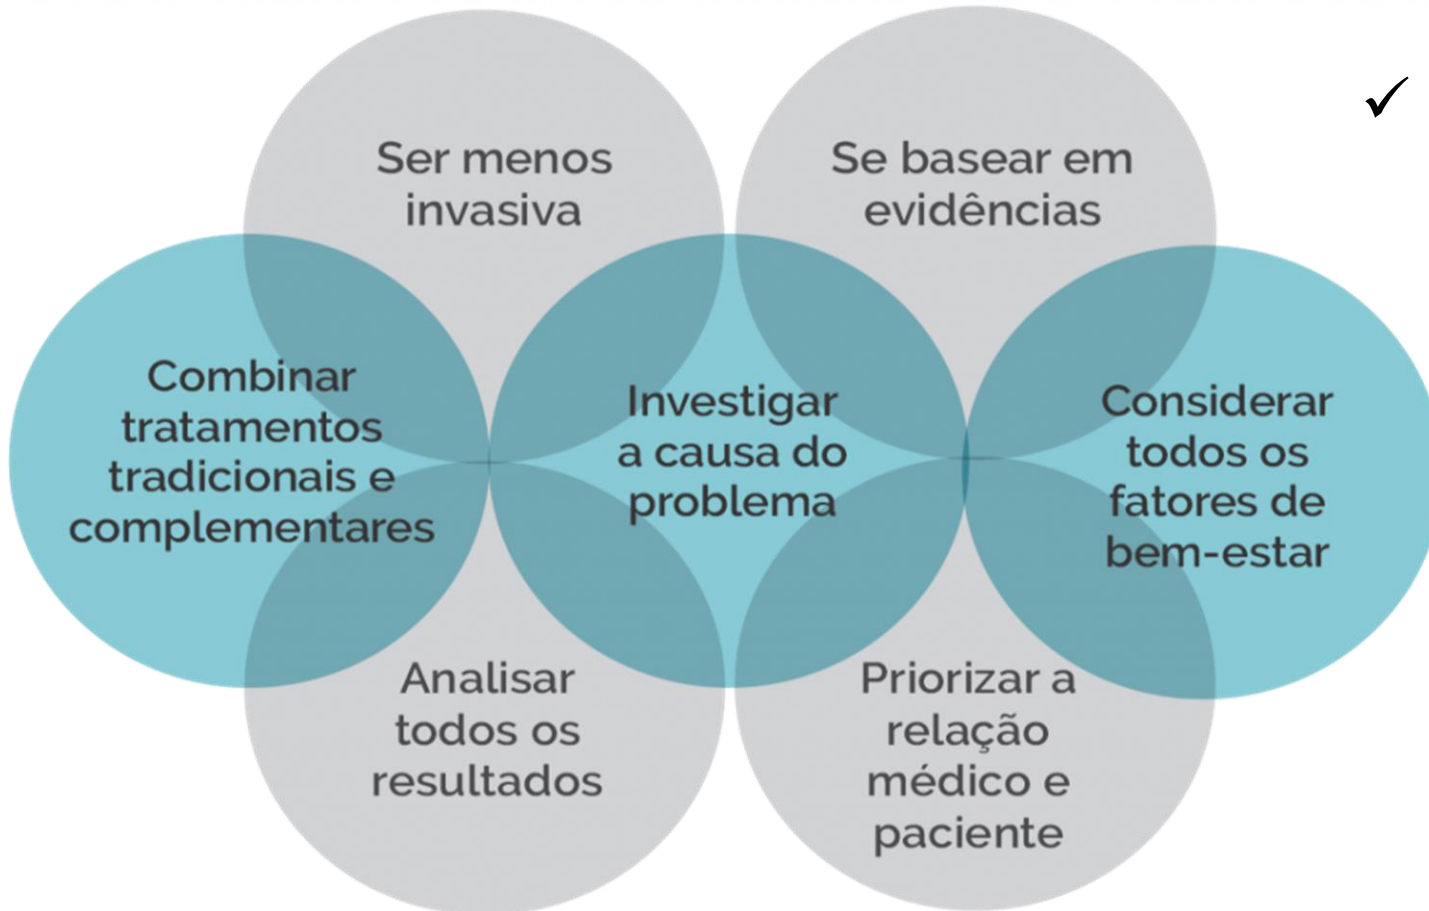 Ser menos
invasiva
Se basear em
evidências
✓
Combinar
tratamentos
tradicionais e
complementares
Investigar
a causa do
problema
Considerar
todos os
fatores de
bem-estar
Analisar
todos os
resultados
Priorizar a
relação
médico e
paciente